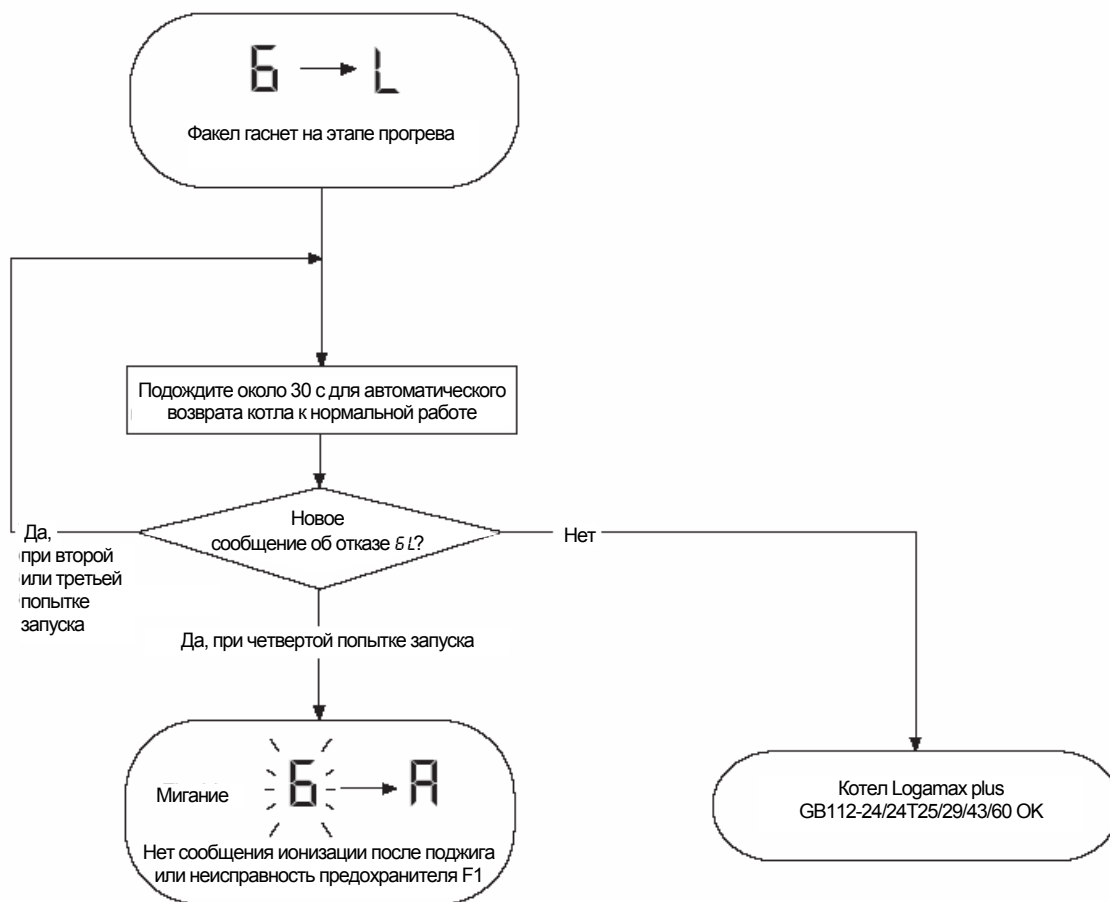 6 L
Факел гаснет на этапе прогрева
Подождите около 30 с для автоматического
возврата котла к нормальной работе
Новое
сообщение об отказе 6L?
Да,
при второй
или третьей
попытке
запуска
Нет
Да, при четвертой попытке запуска
Мигание
6 A
Нет сообщения ионизации после поджига
или неисправность предохранителя F1
Котел Logamax plus
GB112-24/24T25/29/43/60 OK